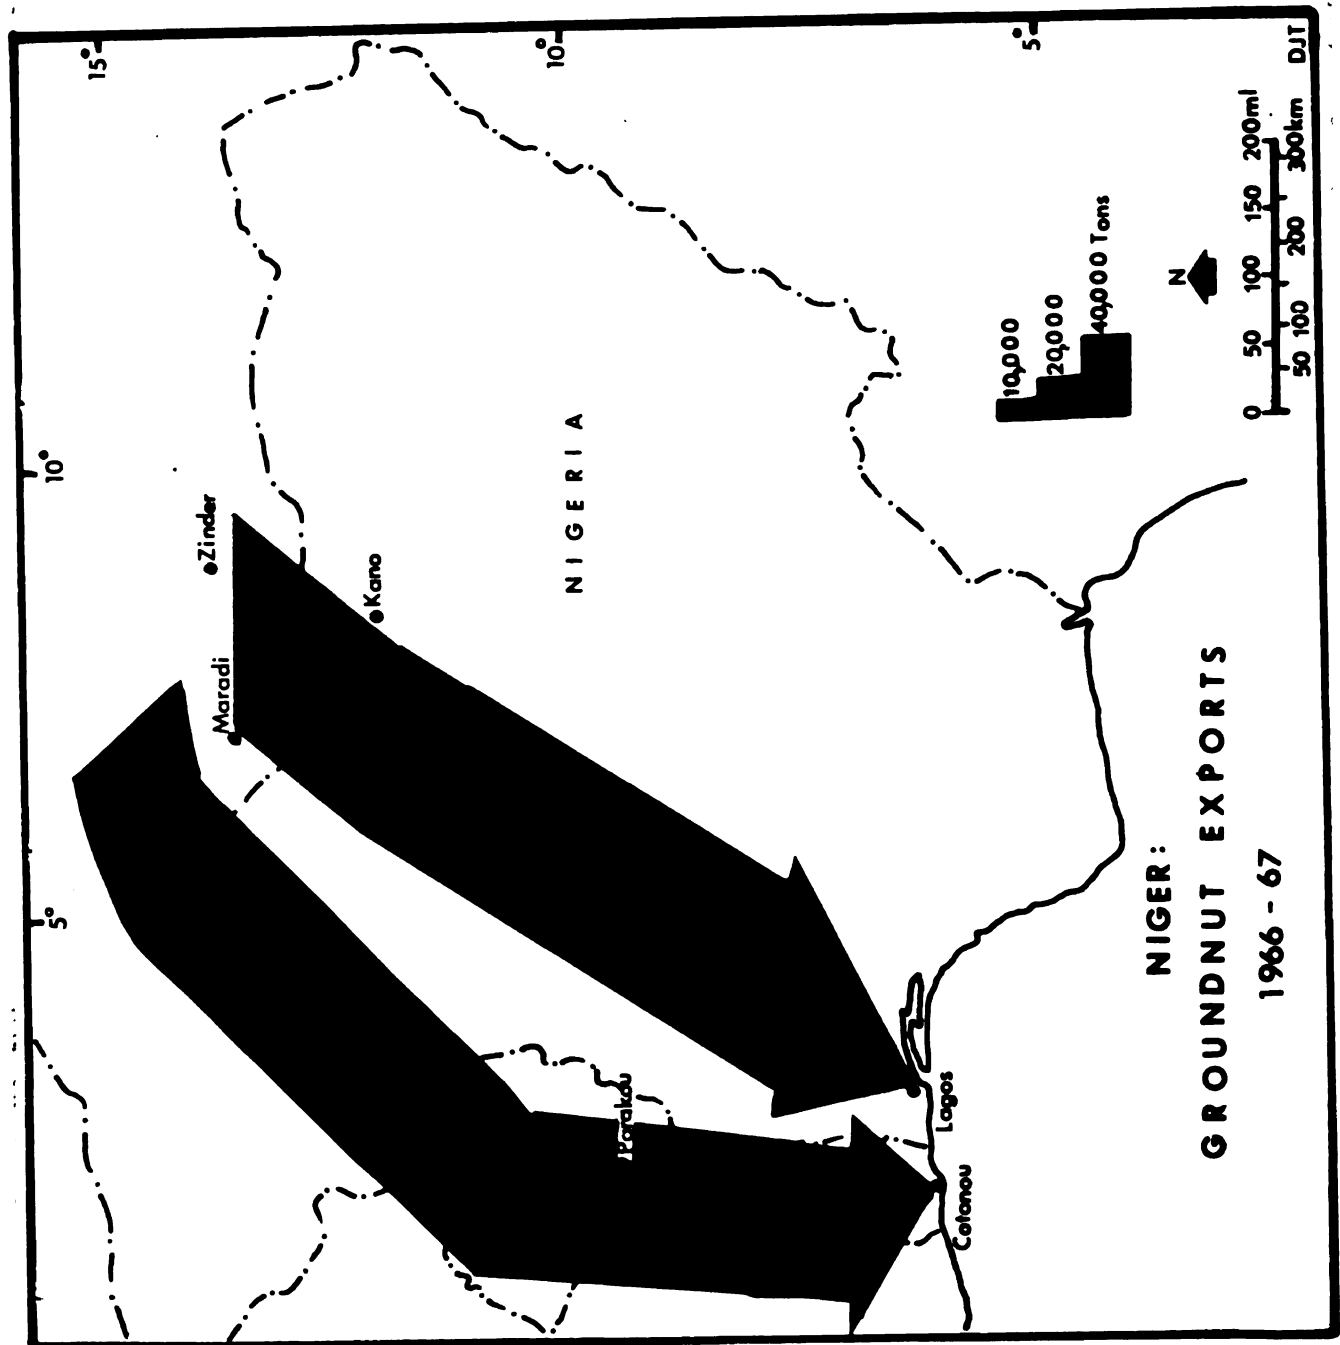 NIGER:
GROUNDNUT EXPORTS
1966 - 67
NIGERIA
Zinder
Maradi
Kano
Parakou
Lagos
Cotonou
5°
10°
15°
10°
5°
10,000
20,000
40,000 Tons
N
0 50 100 150 200ml
50 100 200 300km
DJT